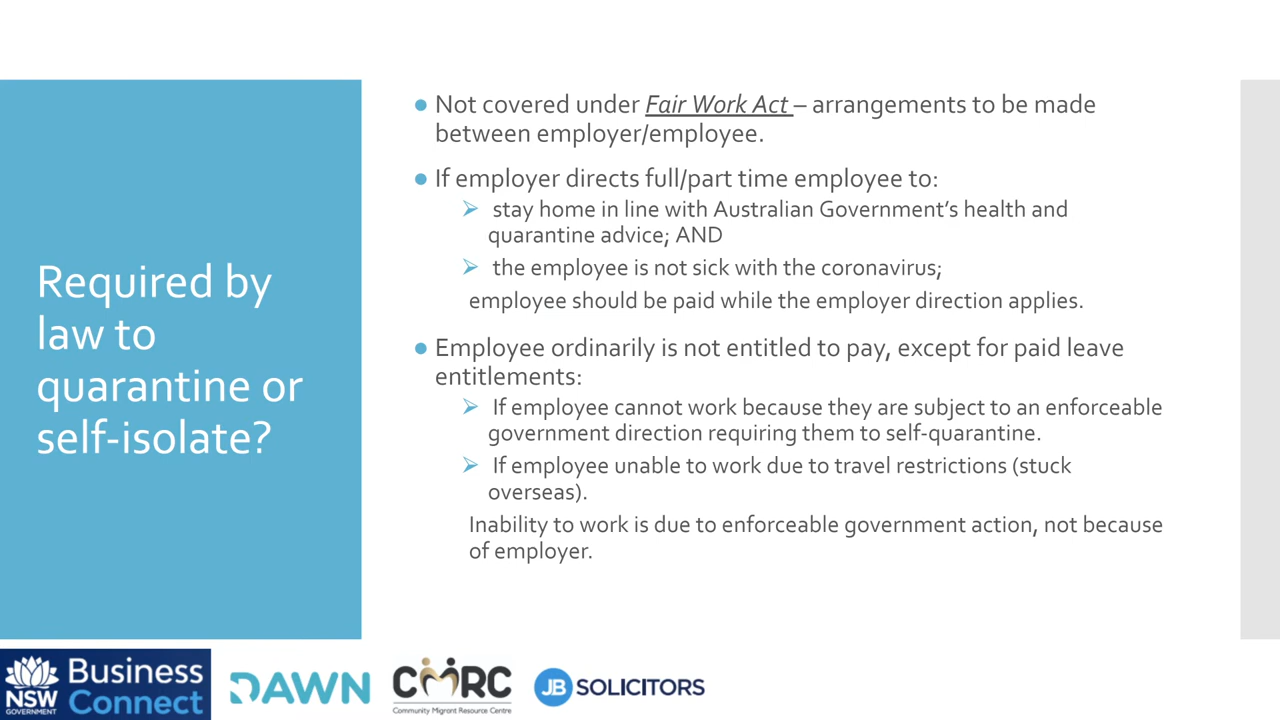 Required by
law to
quarantine or
self-isolate?
Not covered under Fair Work Act – arrangements to be made
between employer/employee.
If employer directs full/part time employee to:
stay home in line with Australian Government's health and
quarantine advice; AND
the employee is not sick with the coronavirus;
employee should be paid while the employer direction applies.
Employee ordinarily is not entitled to pay, except for paid leave
entitlements:
If employee cannot work because they are subject to an enforceable
government direction requiring them to self-quarantine.
If employee unable to work due to travel restrictions (stuck
overseas).
Inability to work is due to enforceable government action, not because
of employer.
NSW
GOVERNMENT
Business
Connect
DAWN
CMRC
Community Migrant Resource Centre
JB SOLICITORS